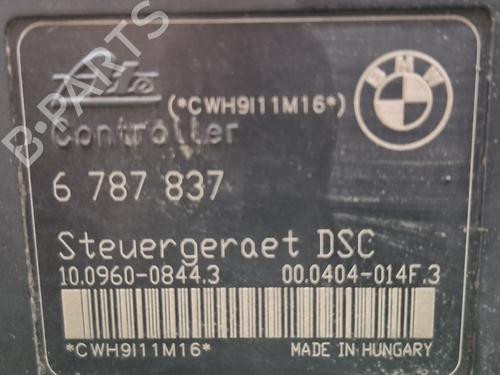 Ate
(*CWH9I11M16*)
BMW
Controller
6 787 837
Steuergeraet DSC
10.0960-0844.3 00.0404-014F.3
*CWH9I11M16* MADE IN HUNGARY
B-PARTS